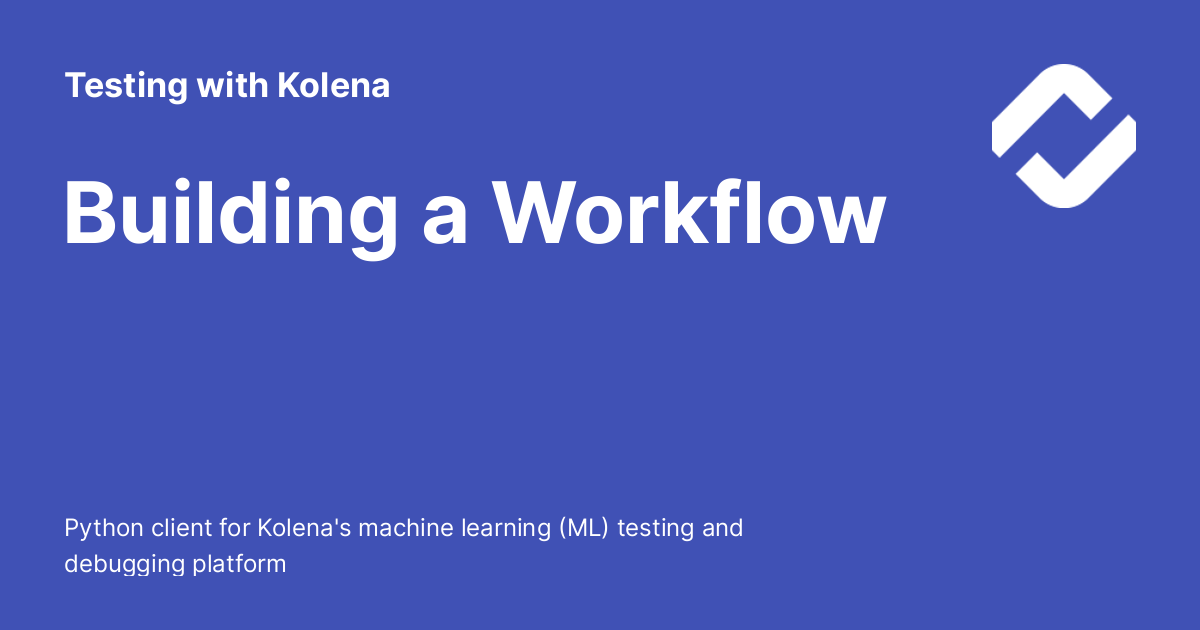 Testing with Kolena
Building a Workflow
Python client for Kolena's machine learning (ML) testing and
debugging platform